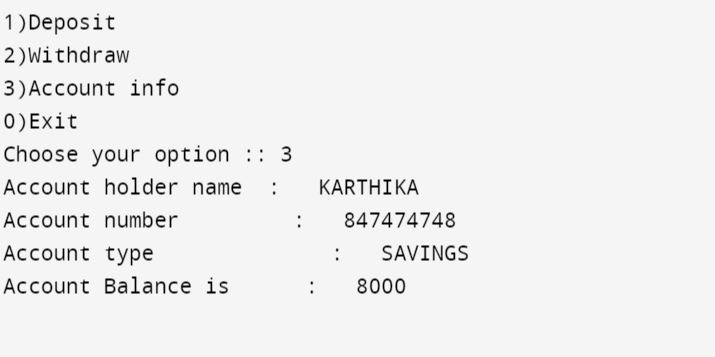 1)Deposit
2)Withdraw
3)Account info
0)Exit
Choose your option :: 3
Account holder name  :   KARTHIKA
Account number         :   847474748
Account type              :   SAVINGS
Account Balance is      :   8000